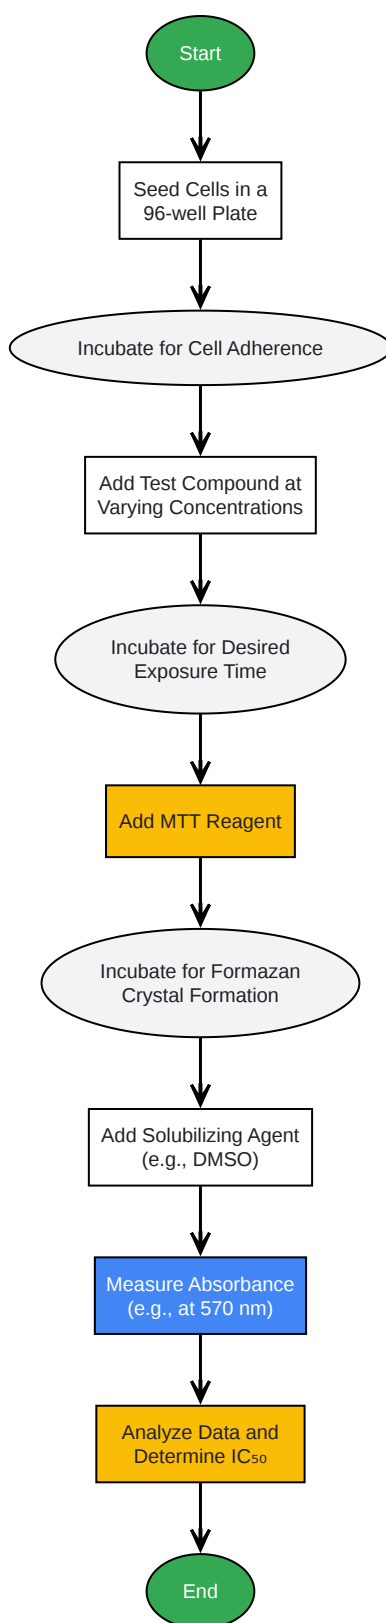 Start
Seed Cells in a
96-well Plate
Incubate for Cell Adherence
Add Test Compound at
Varying Concentrations
Incubate for Desired
Exposure Time
Add MTT Reagent
Incubate for Formazan
Crystal Formation
Add Solubilizing Agent
(e.g., DMSO)
Measure Absorbance
(e.g., at 570 nm)
Analyze Data and
Determine IC₅₀
End